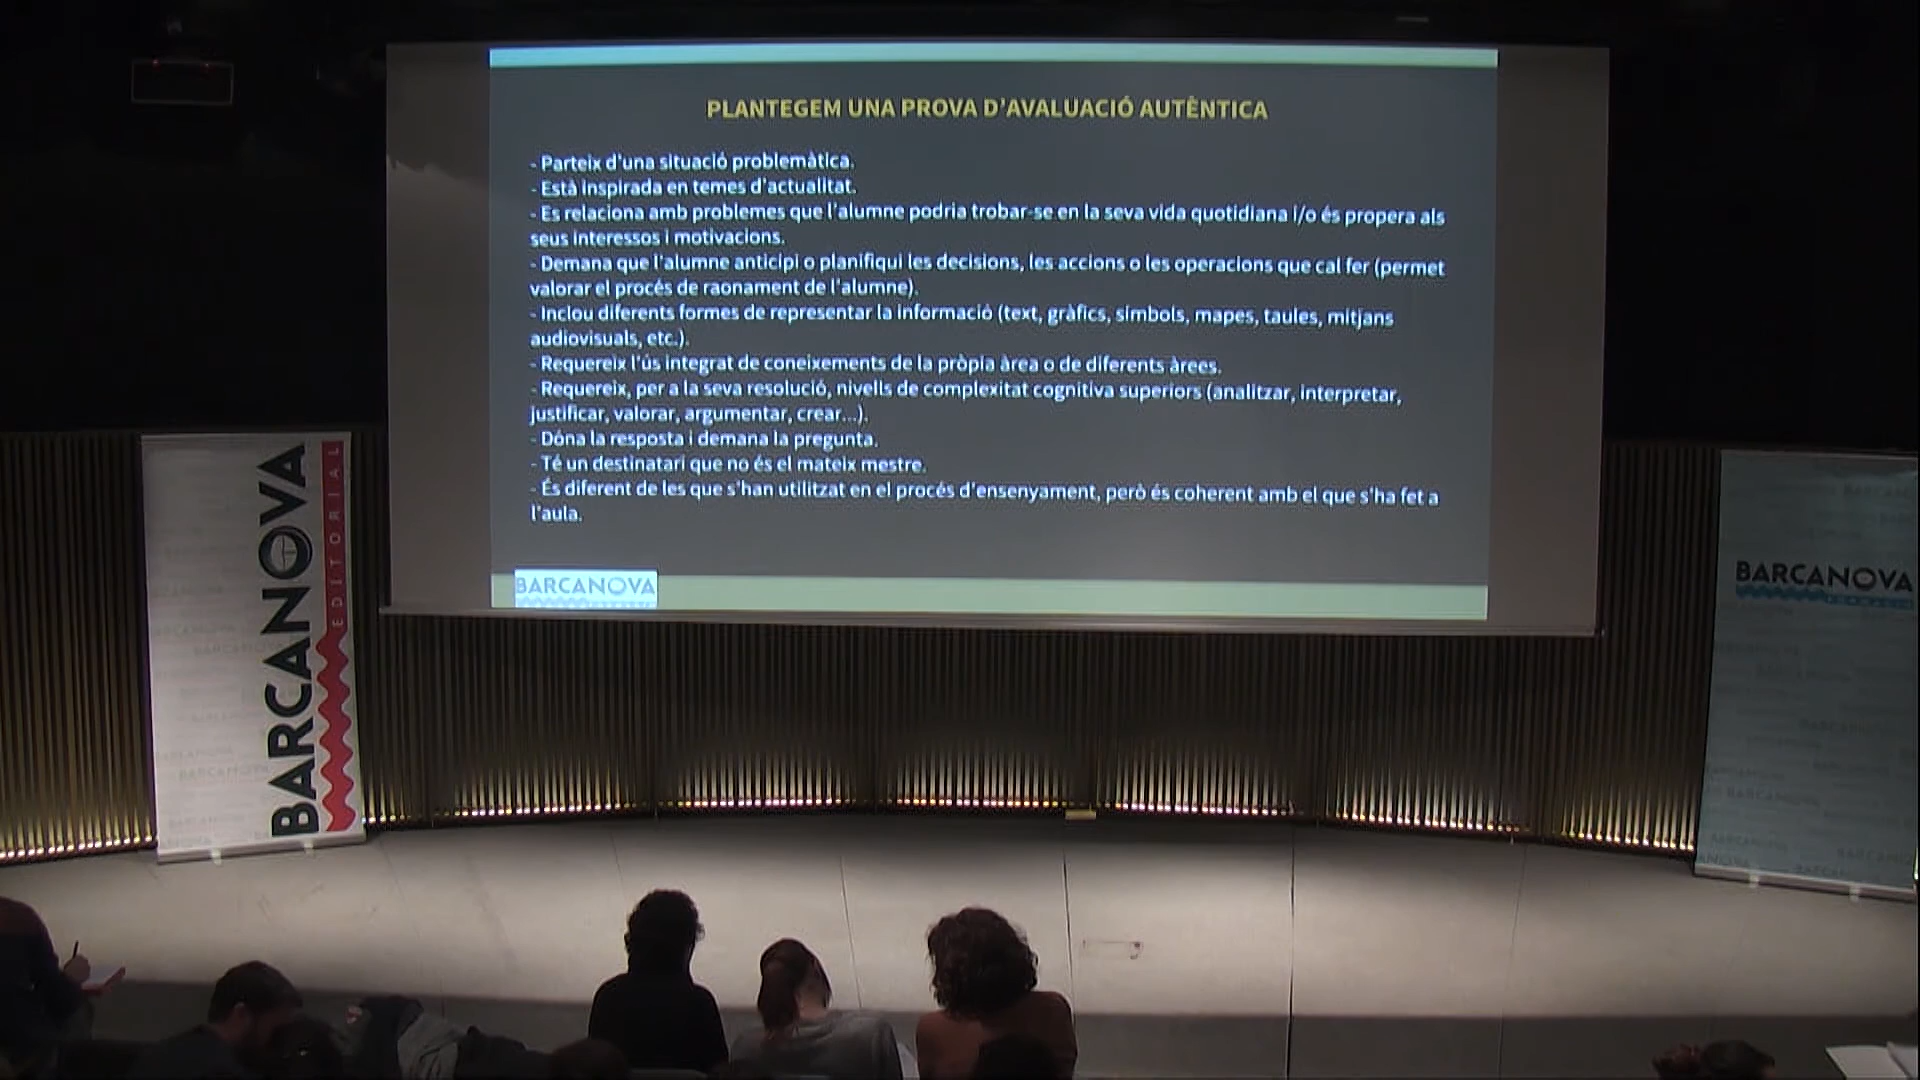 PLANTEGEM UNA PROVA D'AVALUACIÓ AUTÈNTICA
- Parteix d'una situació problemàtica.
- Està inspirada en temes d'actualitat.
- Es relaciona amb problemes que l'alumne podria trobar-se en la seva vida quotidiana i/o és propera als
seus interessos i motivacions.
- Demana que l'alumne anticipi o planifiqui les decisions, les accions o les operacions que cal fer (permet
valorar el procés de raonament de l'alumne).
- Inclou diferents formes de representar la informació (text, gràfics, símbols, mapes, taules, mitjans
audiovisuals, etc.).
- Requereix l'ús integrat de coneixements de la pròpia àrea o de diferents àrees.
- Requereix, per a la seva resolució, nivells de complexitat cognitiva superiors (analitzar, interpretar,
justificar, valorar, argumentar, crear...).
- Dóna la resposta i demana la pregunta.
- Té un destinatari que no és el mateix mestre.
- És diferent de les que s'han utilitzat en el procés d'ensenyament, però és coherent amb el que s'ha fet a
l'aula.
BARCANOVA
BARCANOVA
EDITORIAL
BARCANOVA
FORMACIÓ